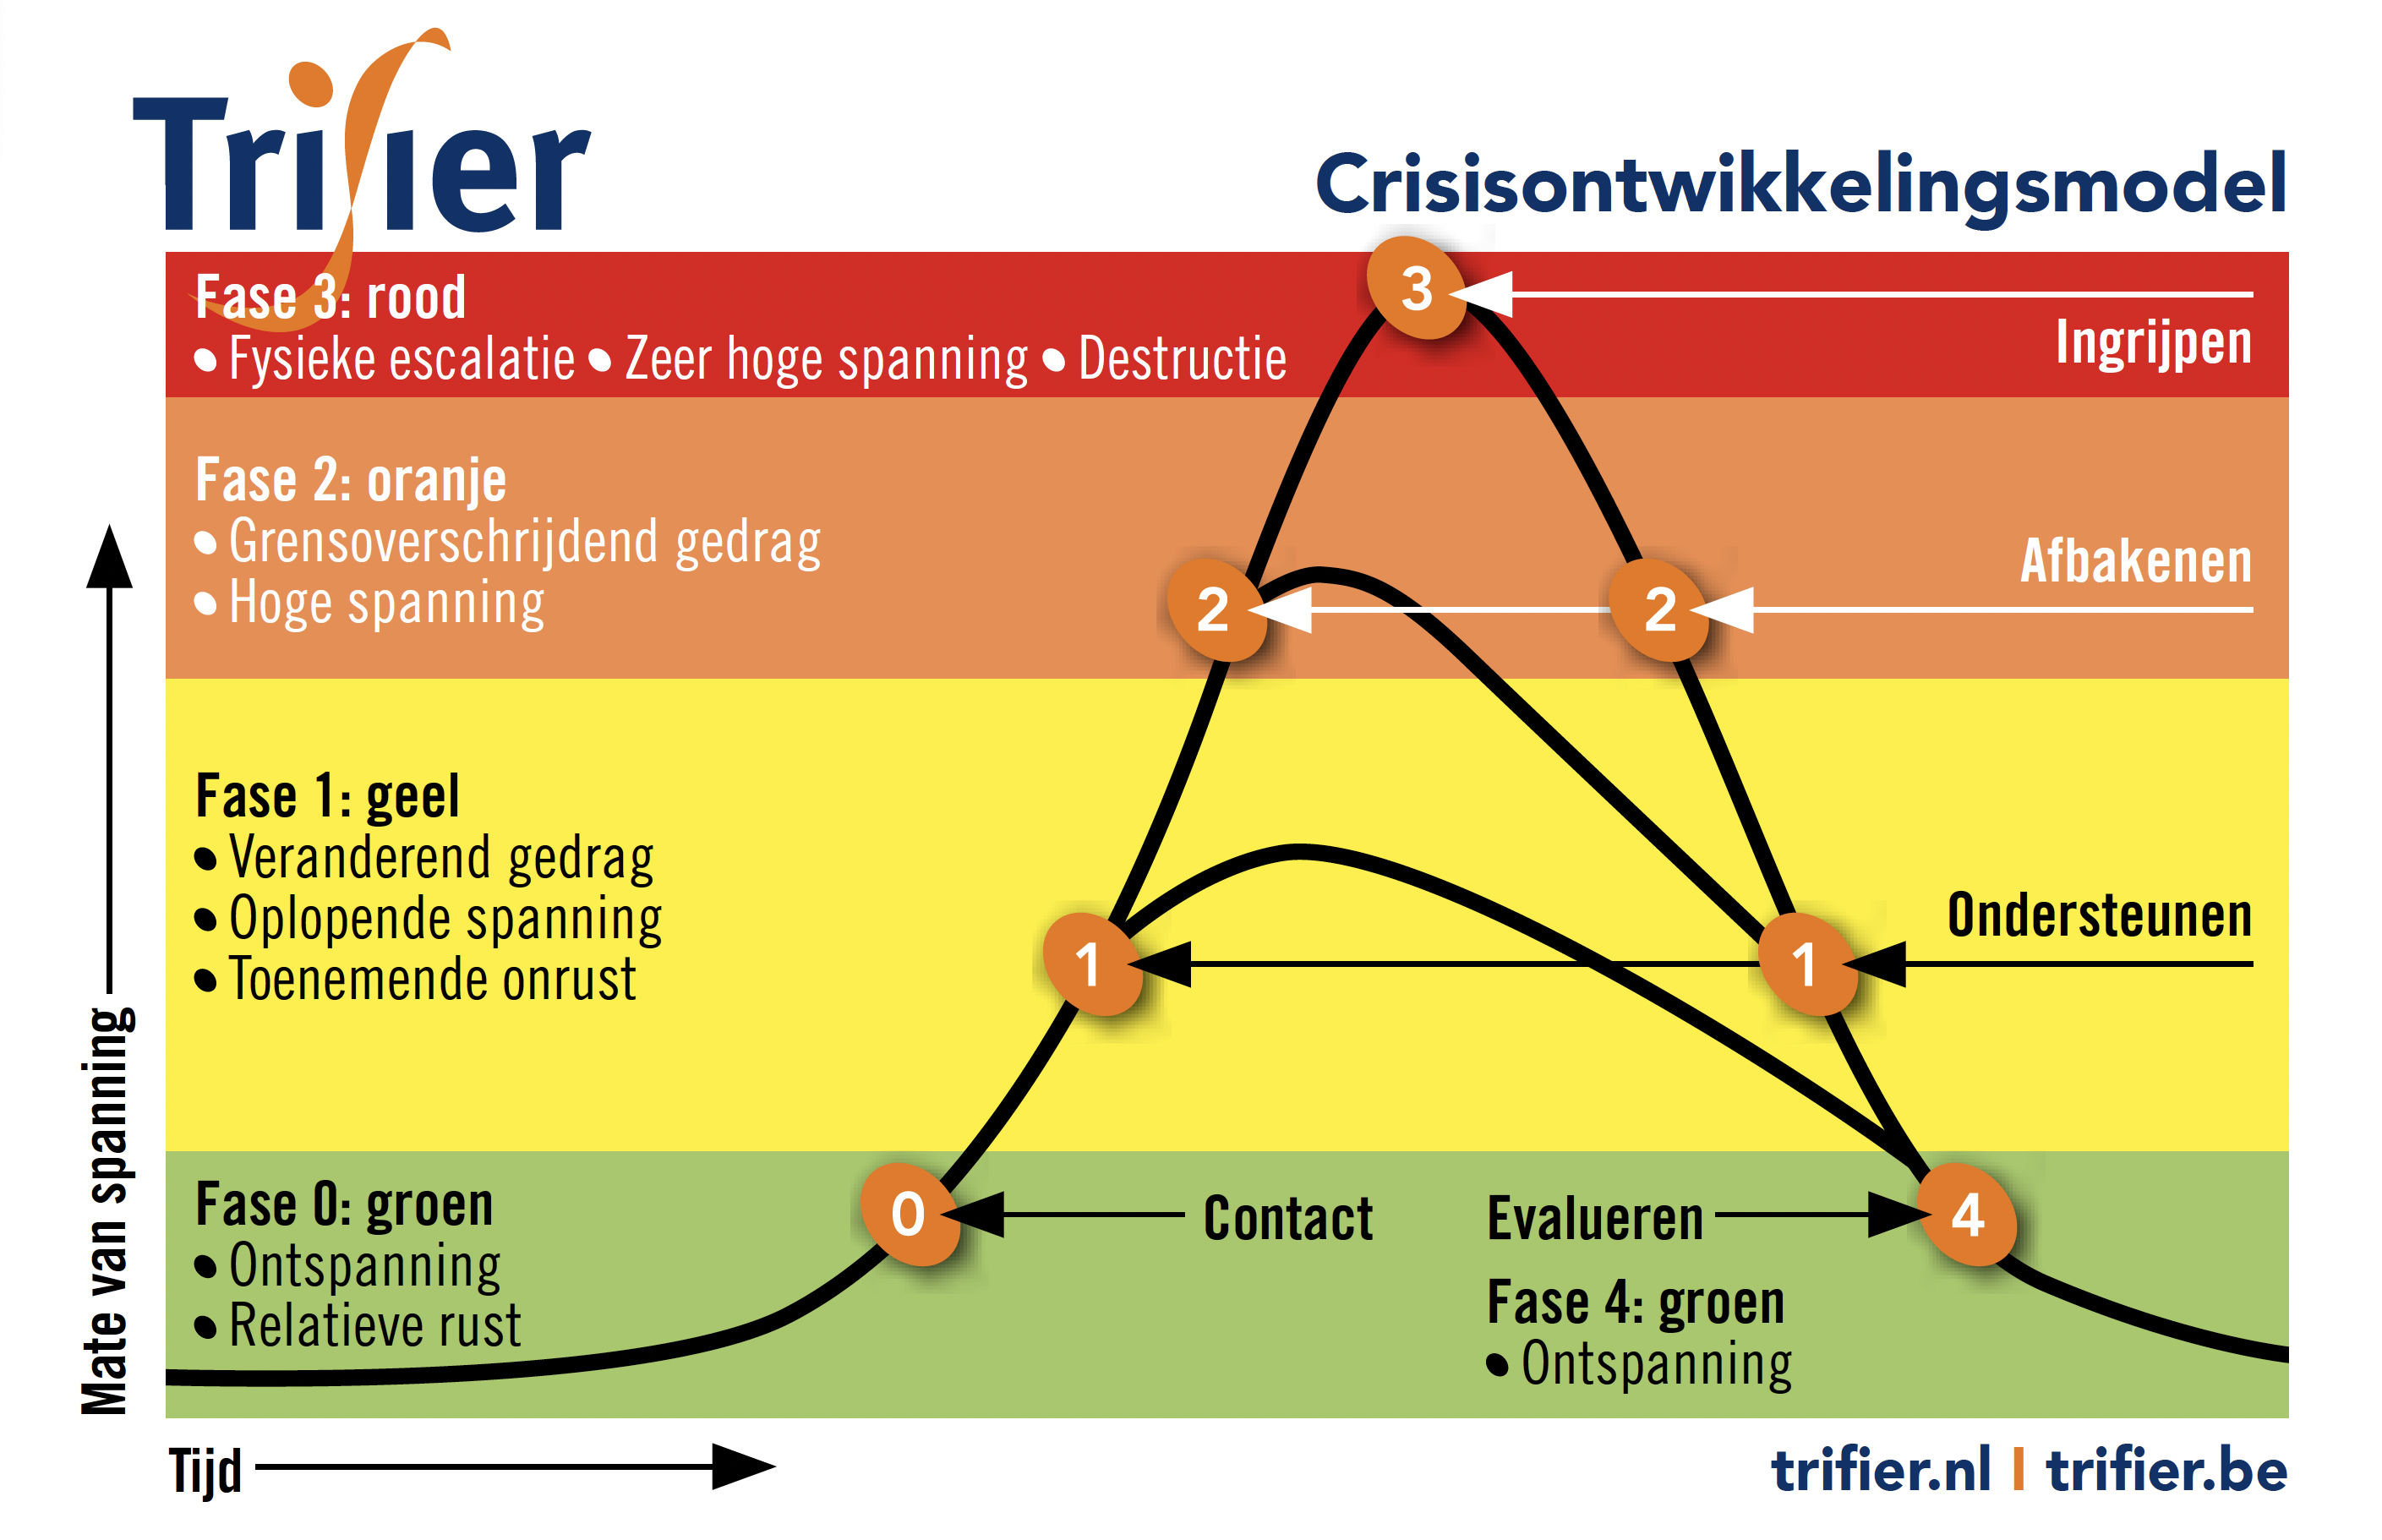 Trifier
Crisisontwikkelingsmodel
Fase 3: rood
• Fysieke escalatie • Zeer hoge spanning • Destructie
3
Ingrijpen
Fase 2: oranje
• Grensoverschrijdend gedrag
• Hoge spanning
2
2
Afbakenen
Fase 1: geel
• Veranderend gedrag
• Oplopende spanning
• Toenemende onrust
1
1
Ondersteunen
Fase 0: groen
• Ontspanning
• Relatieve rust
0
Contact
Evalueren
4
Fase 4: groen
• Ontspanning
Mate van spanning
Tijd
trifier.nl | trifier.be